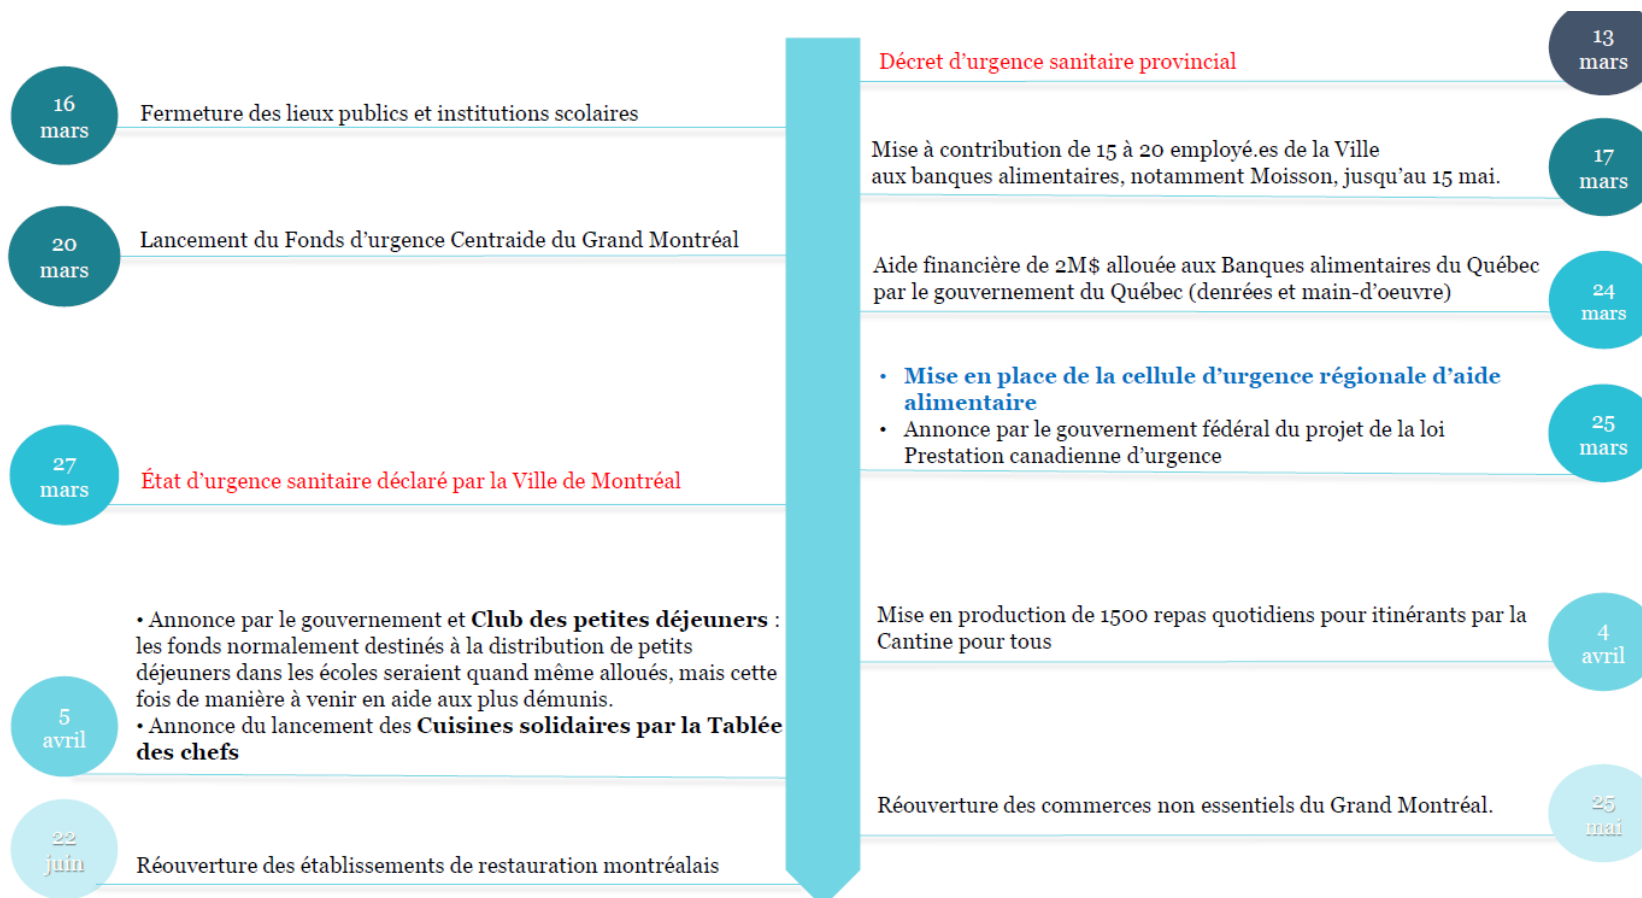 13
mars
Décret d'urgence sanitaire provincial
16
mars
Fermeture des lieux publics et institutions scolaires
17
mars
Mise à contribution de 15 à 20 employé.es de la Ville
aux banques alimentaires, notamment Moisson, jusqu'au 15 mai.
20
mars
Lancement du Fonds d'urgence Centraide du Grand Montréal
24
mars
Aide financière de 2M$ allouée aux Banques alimentaires du Québec
par le gouvernement du Québec (denrées et main-d'oeuvre)
25
mars
• Mise en place de la cellule d'urgence régionale d'aide
alimentaire
• Annonce par le gouvernement fédéral du projet de la loi
Prestation canadienne d'urgence
27
mars
État d'urgence sanitaire déclaré par la Ville de Montréal
4
avril
Mise en production de 1500 repas quotidiens pour itinérants par la
Cantine pour tous
5
avril
• Annonce par le gouvernement et Club des petites déjeuners :
les fonds normalement destinés à la distribution de petits
déjeuners dans les écoles seraient quand même alloués, mais cette
fois de manière à venir en aide aux plus démunis.
• Annonce du lancement des Cuisines solidaires par la Tablée
des chefs
25
mai
Réouverture des commerces non essentiels du Grand Montréal.
22
juin
Réouverture des établissements de restauration montréalais